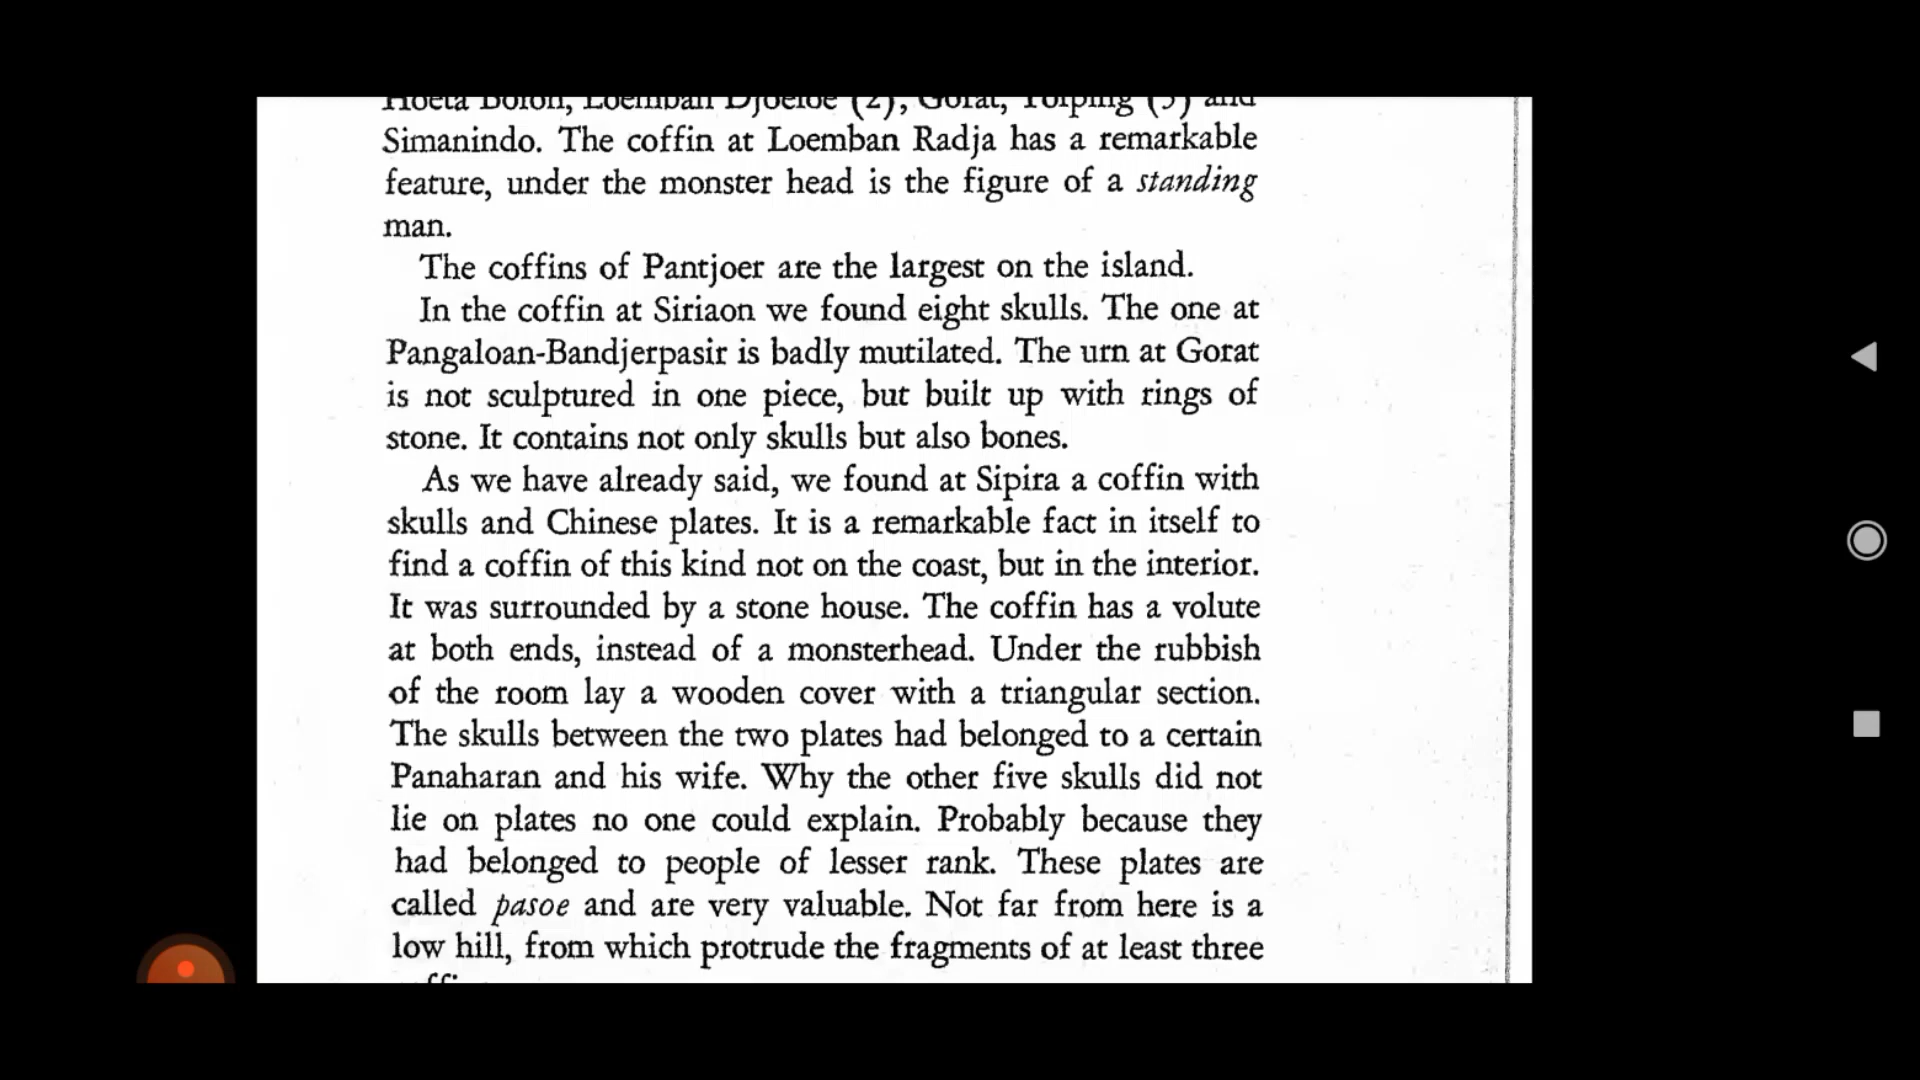 Hoeta Bolon, Loemban Djoeloe (2), Gorat, Tolping (3) and
Simanindo. The coffin at Loemban Radja has a remarkable
feature, under the monster head is the figure of a standing
man.
The coffins of Pantjoer are the largest on the island.
In the coffin at Siriaon we found eight skulls. The one at
Pangaloan-Bandjerpasir is badly mutilated. The urn at Gorat
is not sculptured in one piece, but built up with rings of
stone. It contains not only skulls but also bones.
As we have already said, we found at Sipira a coffin with
skulls and Chinese plates. It is a remarkable fact in itself to
find a coffin of this kind not on the coast, but in the interior.
It was surrounded by a stone house. The coffin has a volute
at both ends, instead of a monsterhead. Under the rubbish
of the room lay a wooden cover with a triangular section.
The skulls between the two plates had belonged to a certain
Panaharan and his wife. Why the other five skulls did not
lie on plates no one could explain. Probably because they
had belonged to people of lesser rank. These plates are
called pasoe and are very valuable. Not far from here is a
low hill, from which protrude the fragments of at least three